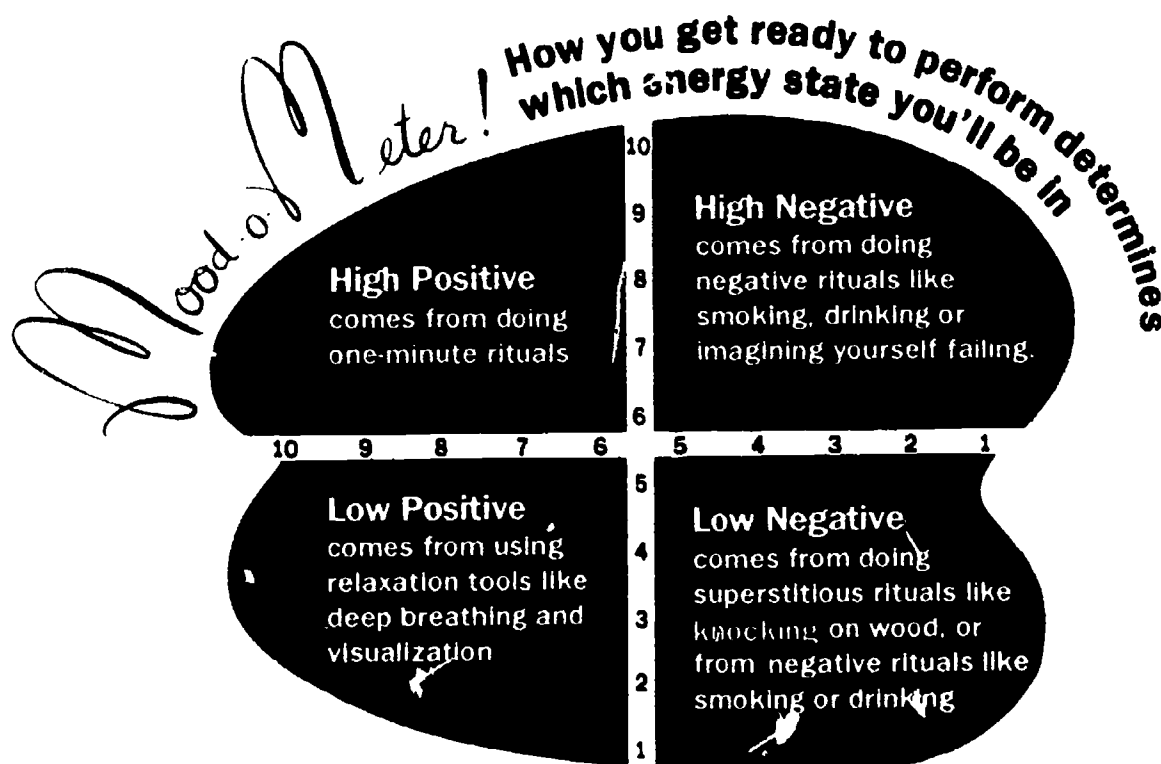 Mood-o-Meter!
How you get ready to perform determines
which energy state you'll be in
High Positive
comes from doing
one-minute rituals
High Negative
comes from doing
negative rituals like
smoking, drinking or
imagining yourself failing.
10
9
8
7
6
10 9 8 7 6 5 4 3 2 1
5
4
3
2
1
Low Positive
comes from using
relaxation tools like
deep breathing and
visualization
Low Negative
comes from doing
superstitious rituals like
knocking on wood, or
from negative rituals like
smoking or drinking